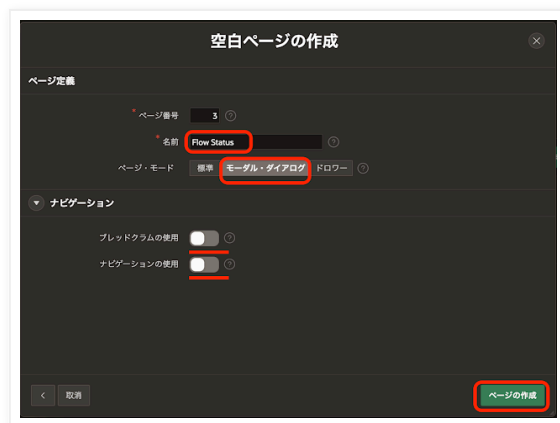 空白ページの作成
ページ定義
* ページ番号 3 ?
* 名前 Flow Status ?
ページ・モード 標準 モーダル・ダイアログ ドロワー ?
ナビゲーション
ブレッドクラムの使用 ?
ナビゲーションの使用 ?
取消 ページの作成